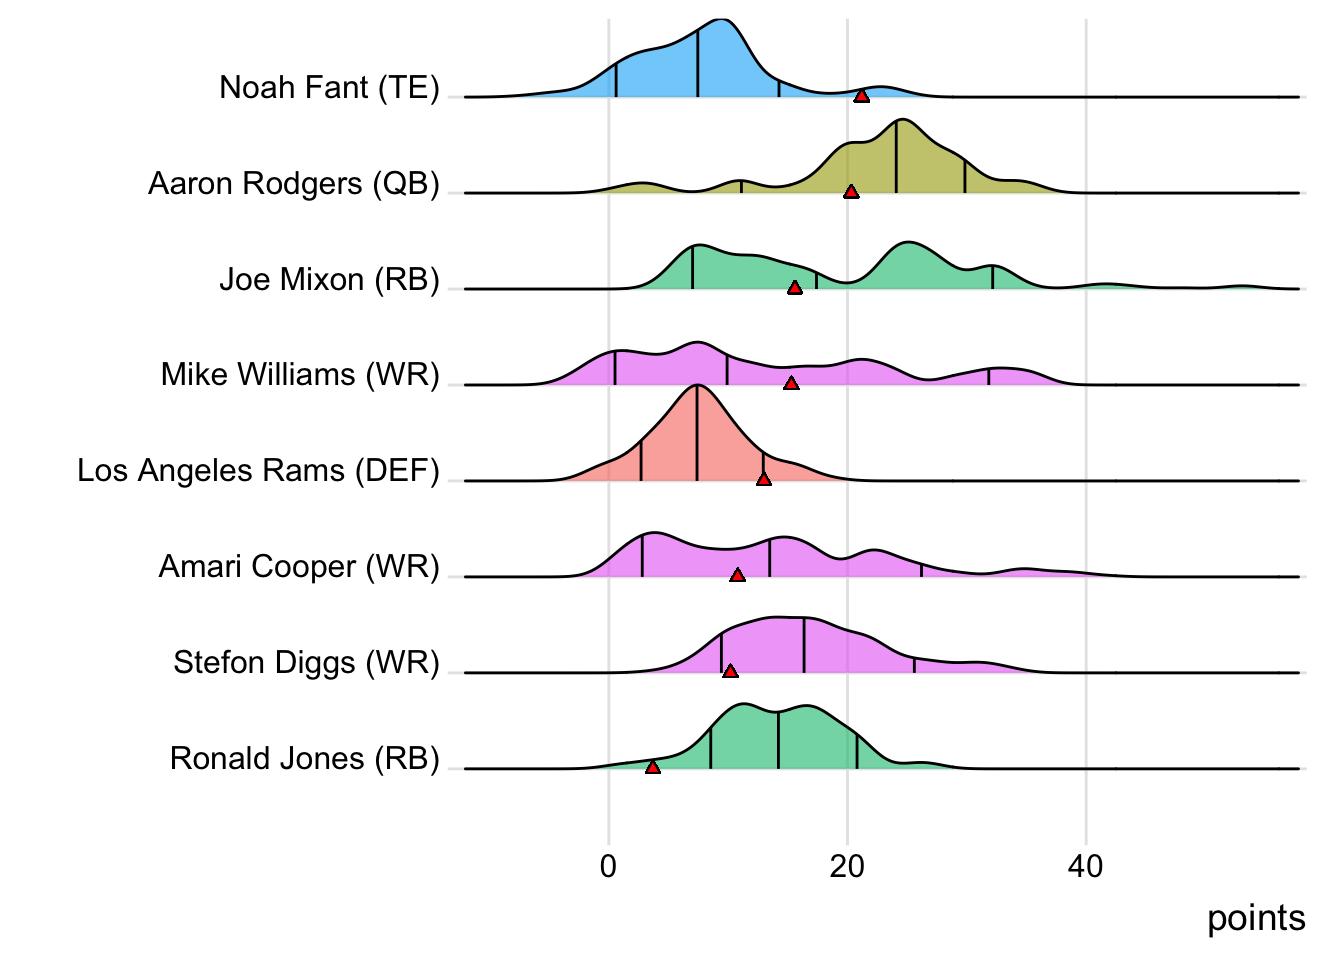 Noah Fant (TE)
Aaron Rodgers (QB)
Joe Mixon (RB)
Mike Williams (WR)
Los Angeles Rams (DEF)
Amari Cooper (WR)
Stefon Diggs (WR)
Ronald Jones (RB)
0 20 40
points